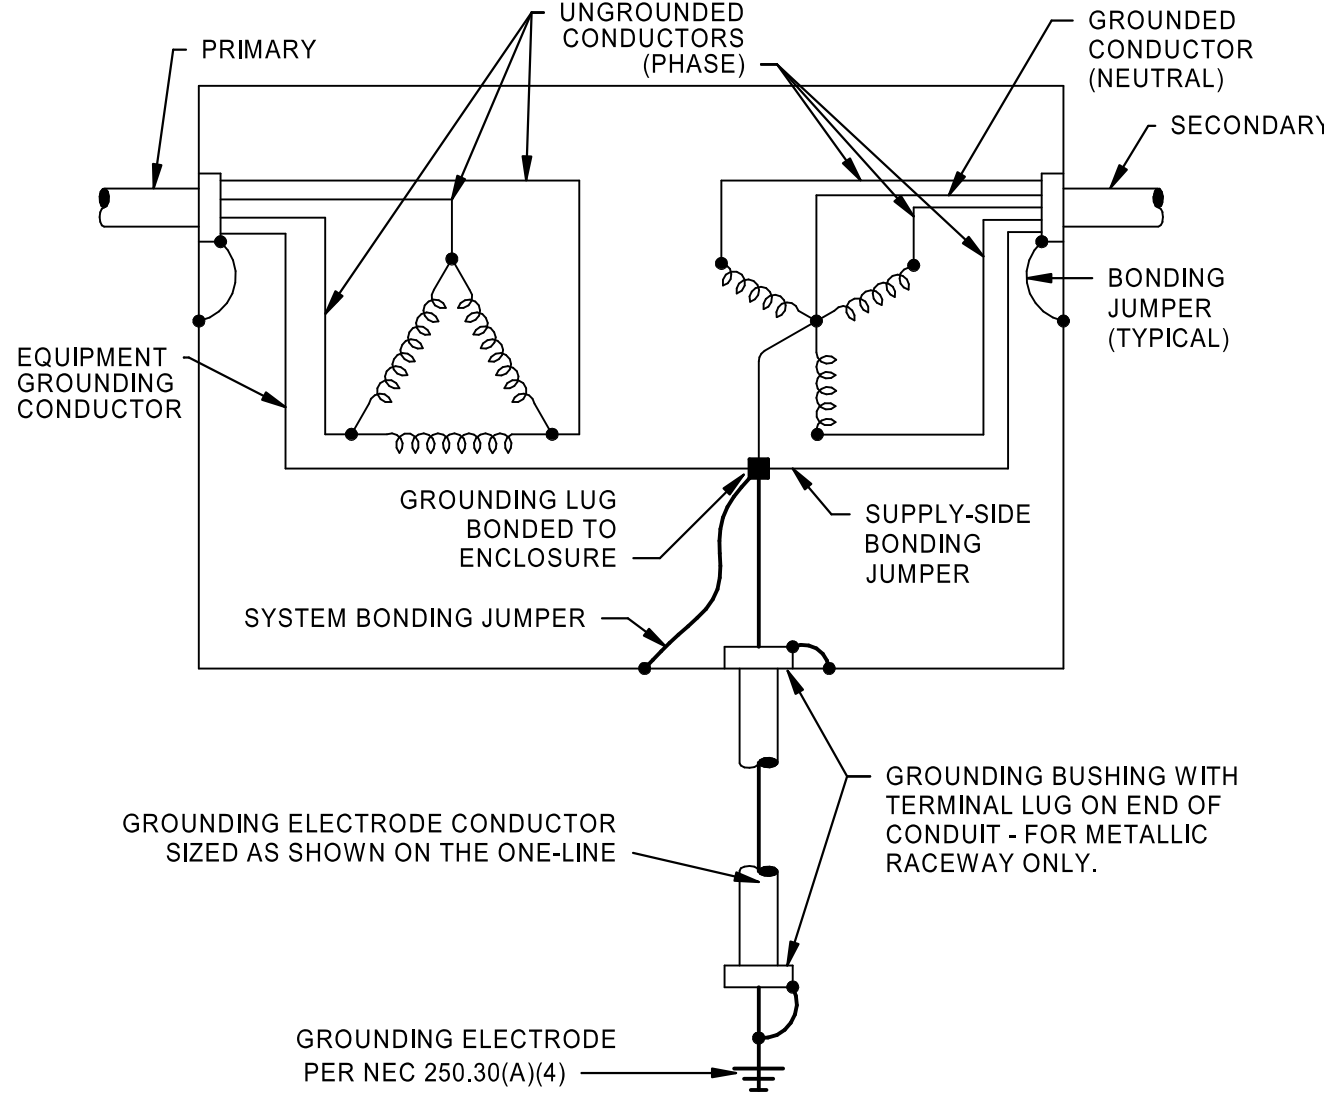 UNGROUNDED
CONDUCTORS
(PHASE)
GROUNDED
CONDUCTOR
(NEUTRAL)
PRIMARY
SECONDARY
BONDING
JUMPER
(TYPICAL)
EQUIPMENT
GROUNDING
CONDUCTOR
GROUNDING LUG
BONDED TO
ENCLOSURE
SUPPLY-SIDE
BONDING
JUMPER
SYSTEM BONDING JUMPER
GROUNDING BUSHING WITH
TERMINAL LUG ON END OF
CONDUIT - FOR METALLIC
RACEWAY ONLY.
GROUNDING ELECTRODE CONDUCTOR
SIZED AS SHOWN ON THE ONE-LINE
GROUNDING ELECTRODE
PER NEC 250.30(A)(4)